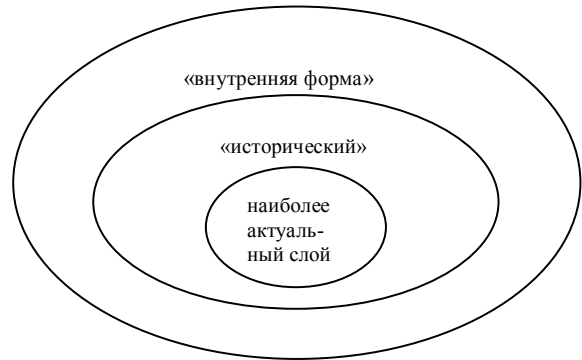 «внутренняя форма»
«исторический»
наиболее
актуаль-
ный слой